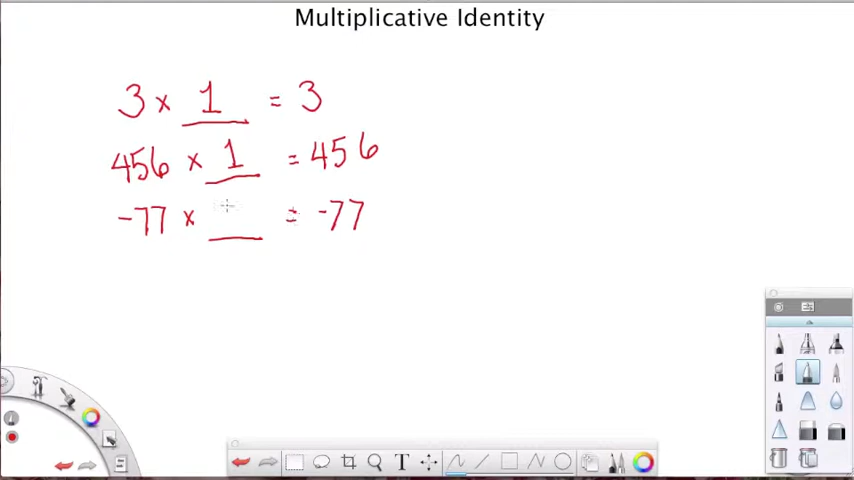 Multiplicative Identity
3 × 1 = 3
456 × 1 = 456
-77 × ___ = -77
T